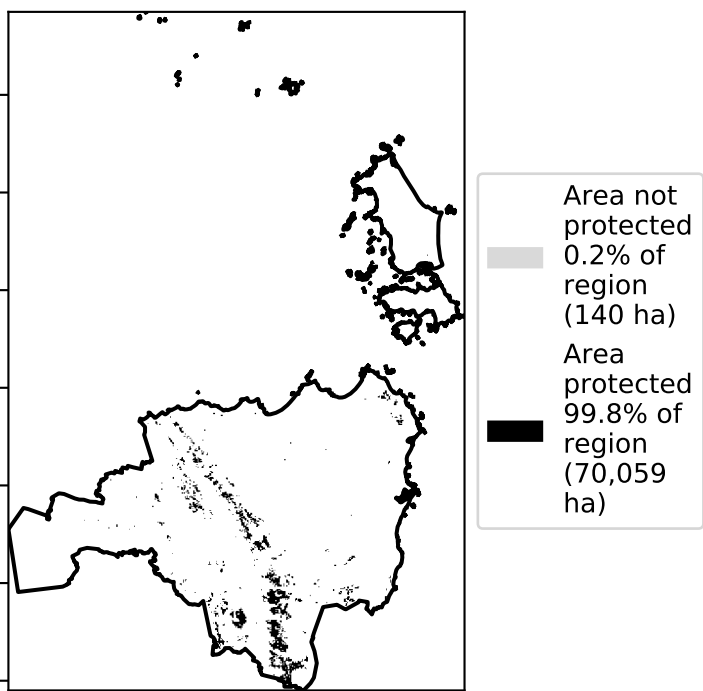 Area not
protected
0.2% of
region
(140 ha)
Area
protected
99.8% of
region
(70,059
ha)